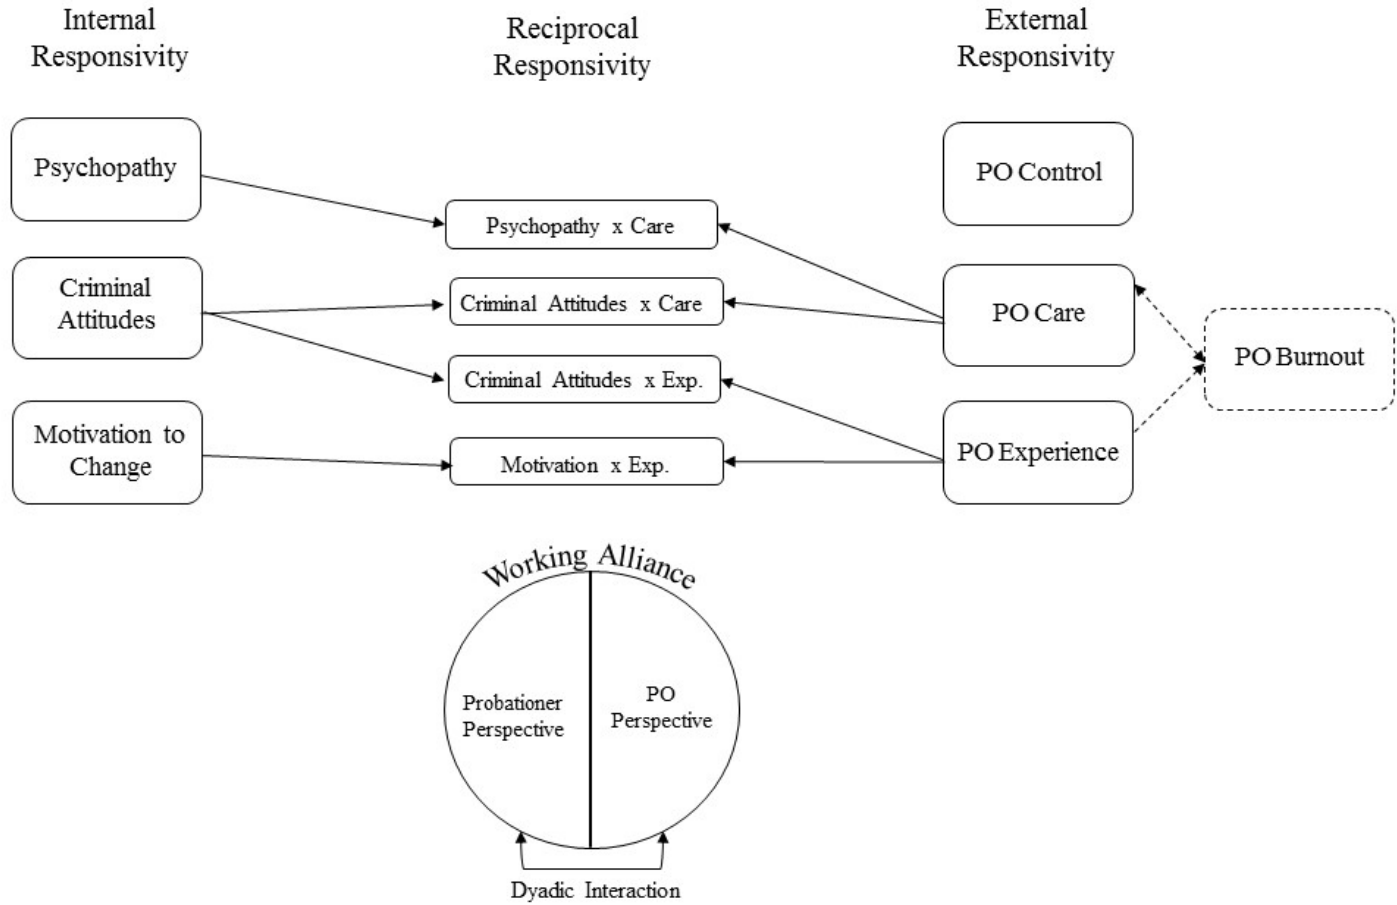 Internal
Responsivity
Reciprocal
Responsivity
External
Responsivity
Psychopathy
Criminal
Attitudes
Motivation to
Change
Psychopathy x Care
Criminal Attitudes x Care
Criminal Attitudes x Exp.
Motivation x Exp.
PO Control
PO Care
PO Experience
PO Burnout
Working Alliance
Probationer
Perspective
PO
Perspective
Dyadic Interaction